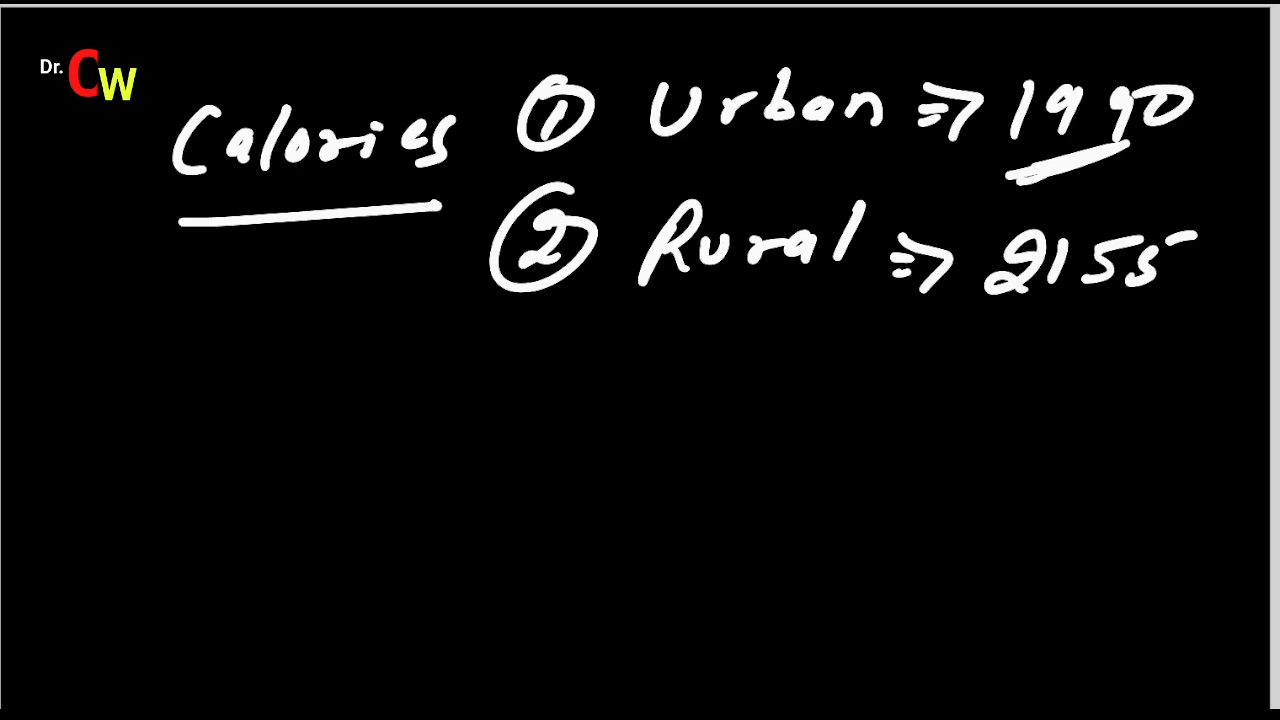 Dr. CW
Calories ① Urban ⇒ 1990
② Rural ⇒ 2155